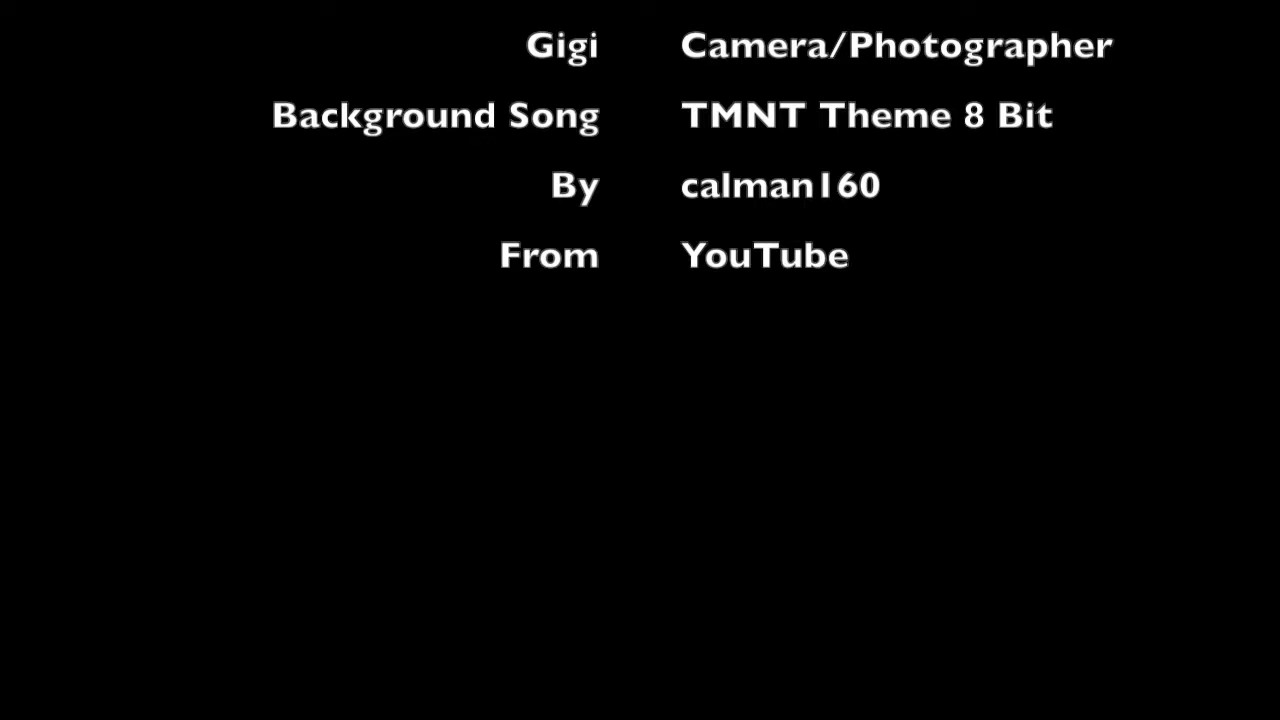 Gigi Camera/Photographer
Background Song TMNT Theme 8 Bit
By calman160
From YouTube